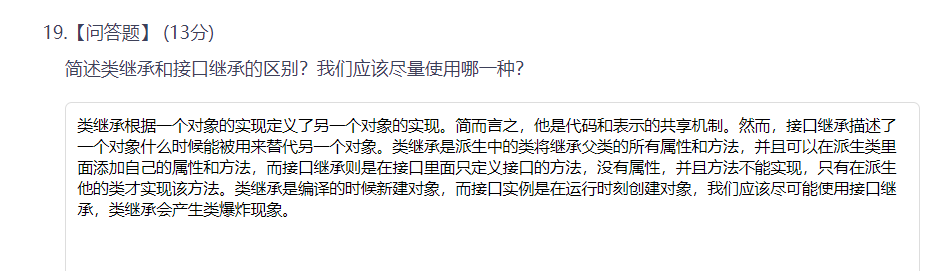 19.【问答题】 (13分)
简述类继承和接口继承的区别？我们应该尽量使用哪一种？
类继承根据一个对象的实现定义了另一个对象的实现。简而言之，他是代码和表示的共享机制。然而，接口继承描述了
一个对象什么时候能被用来替代另一个对象。类继承是派生中的类将继承父类的所有属性和方法，并且可以在派生类里
面添加自己的属性和方法，而接口继承则是在接口里面只定义接口的方法，没有属性，并且方法不能实现，只有在派生
他的类才实现该方法。类继承是编译的时候新建对象，而接口实例是在运行时刻创建对象，我们应该尽可能使用接口继
承，类继承会产生类爆炸现象。